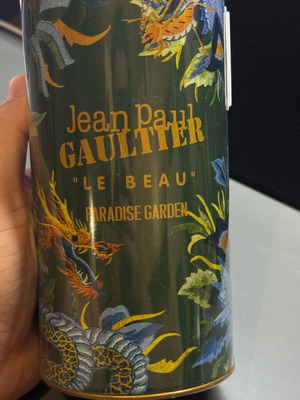 Jean Paul
GAULTIER
"LE BEAU"
PARADISE GARDEN